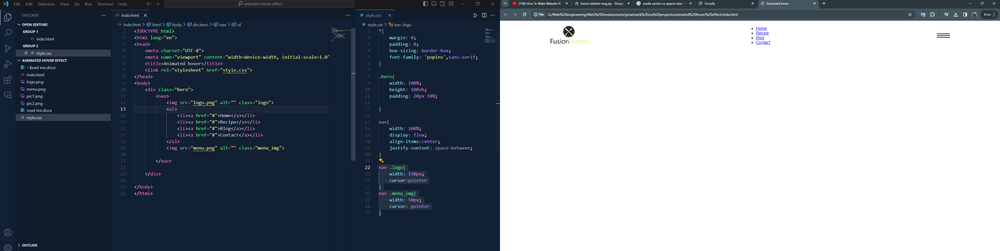 File Edit Selection View Go Run Terminal Help
animated hover effect
EXPLORER
OPEN EDITORS
GROUP 1
inde.html
GROUP 2
style.css
ANIMATED HOVER EFFECT
~$ead me.docx
inde.html
logo.png
menu.png
pic1.png
pic2.png
read me.docx
style.css
OUTLINE
inde.html
inde.html > html > body > div.hero > nav > ul
1 <!DOCTYPE html>
2 <html lang="en">
3 <head>
4 <meta charset="UTF-8">
5 <meta name="viewport" content="width=device-width, initial-scale=1.0"
6 <title>Animated hover</title>
7 <link rel="stylesheet" href="style.css">
8 </head>
9 <body>
10 <div class="hero">
11 <nav>
12 <img src="logo.png" alt="" class="logo">
13 <ul>
14 <li><a href="#">Home</a></li>
15 <li><a href="#">Recipe</a></li>
16 <li><a href="#">Blog</a></li>
17 <li><a href="#">Contact</a></li>
18 </ul>
19 <img src="menu.png" alt="" class="menu_img">
20
21 </nav>
22
23 </div>
24
25 </body>
26 </html>
style.css
style.css > nav .logo
1 *{
2 margin: 0;
3 padding: 0;
4 box-sizing: border-box;
5 font-family: 'popins',sans-serif;
6 }
7
8 .hero{
9 width: 100%;
10 height: 100vh;
11 padding: 20px 10%;
12
13 }
14
15 nav{
16 width: 100%;
17 display: flex;
18 align-items:center;
19 justify-content: space-between;
20 }
21
22 nav .logo{
23 width: 150px;
24 cursor:pointer
25 }
26 nav .menu_img{
27 width: 50px;
28 cursor: pointer
29 }
(748) How To Make Website Wi
fusion-kitchen-img.zip - Google
media uerises vs aspect ratio -
Socially
Animated hover
File G:/Web%20engineering/Web%20Development/greatstack%20css%20projects/animated%20hover%20effect/inde.html
Error
FusionKitchen
Home
Recipe
Blog
Contact